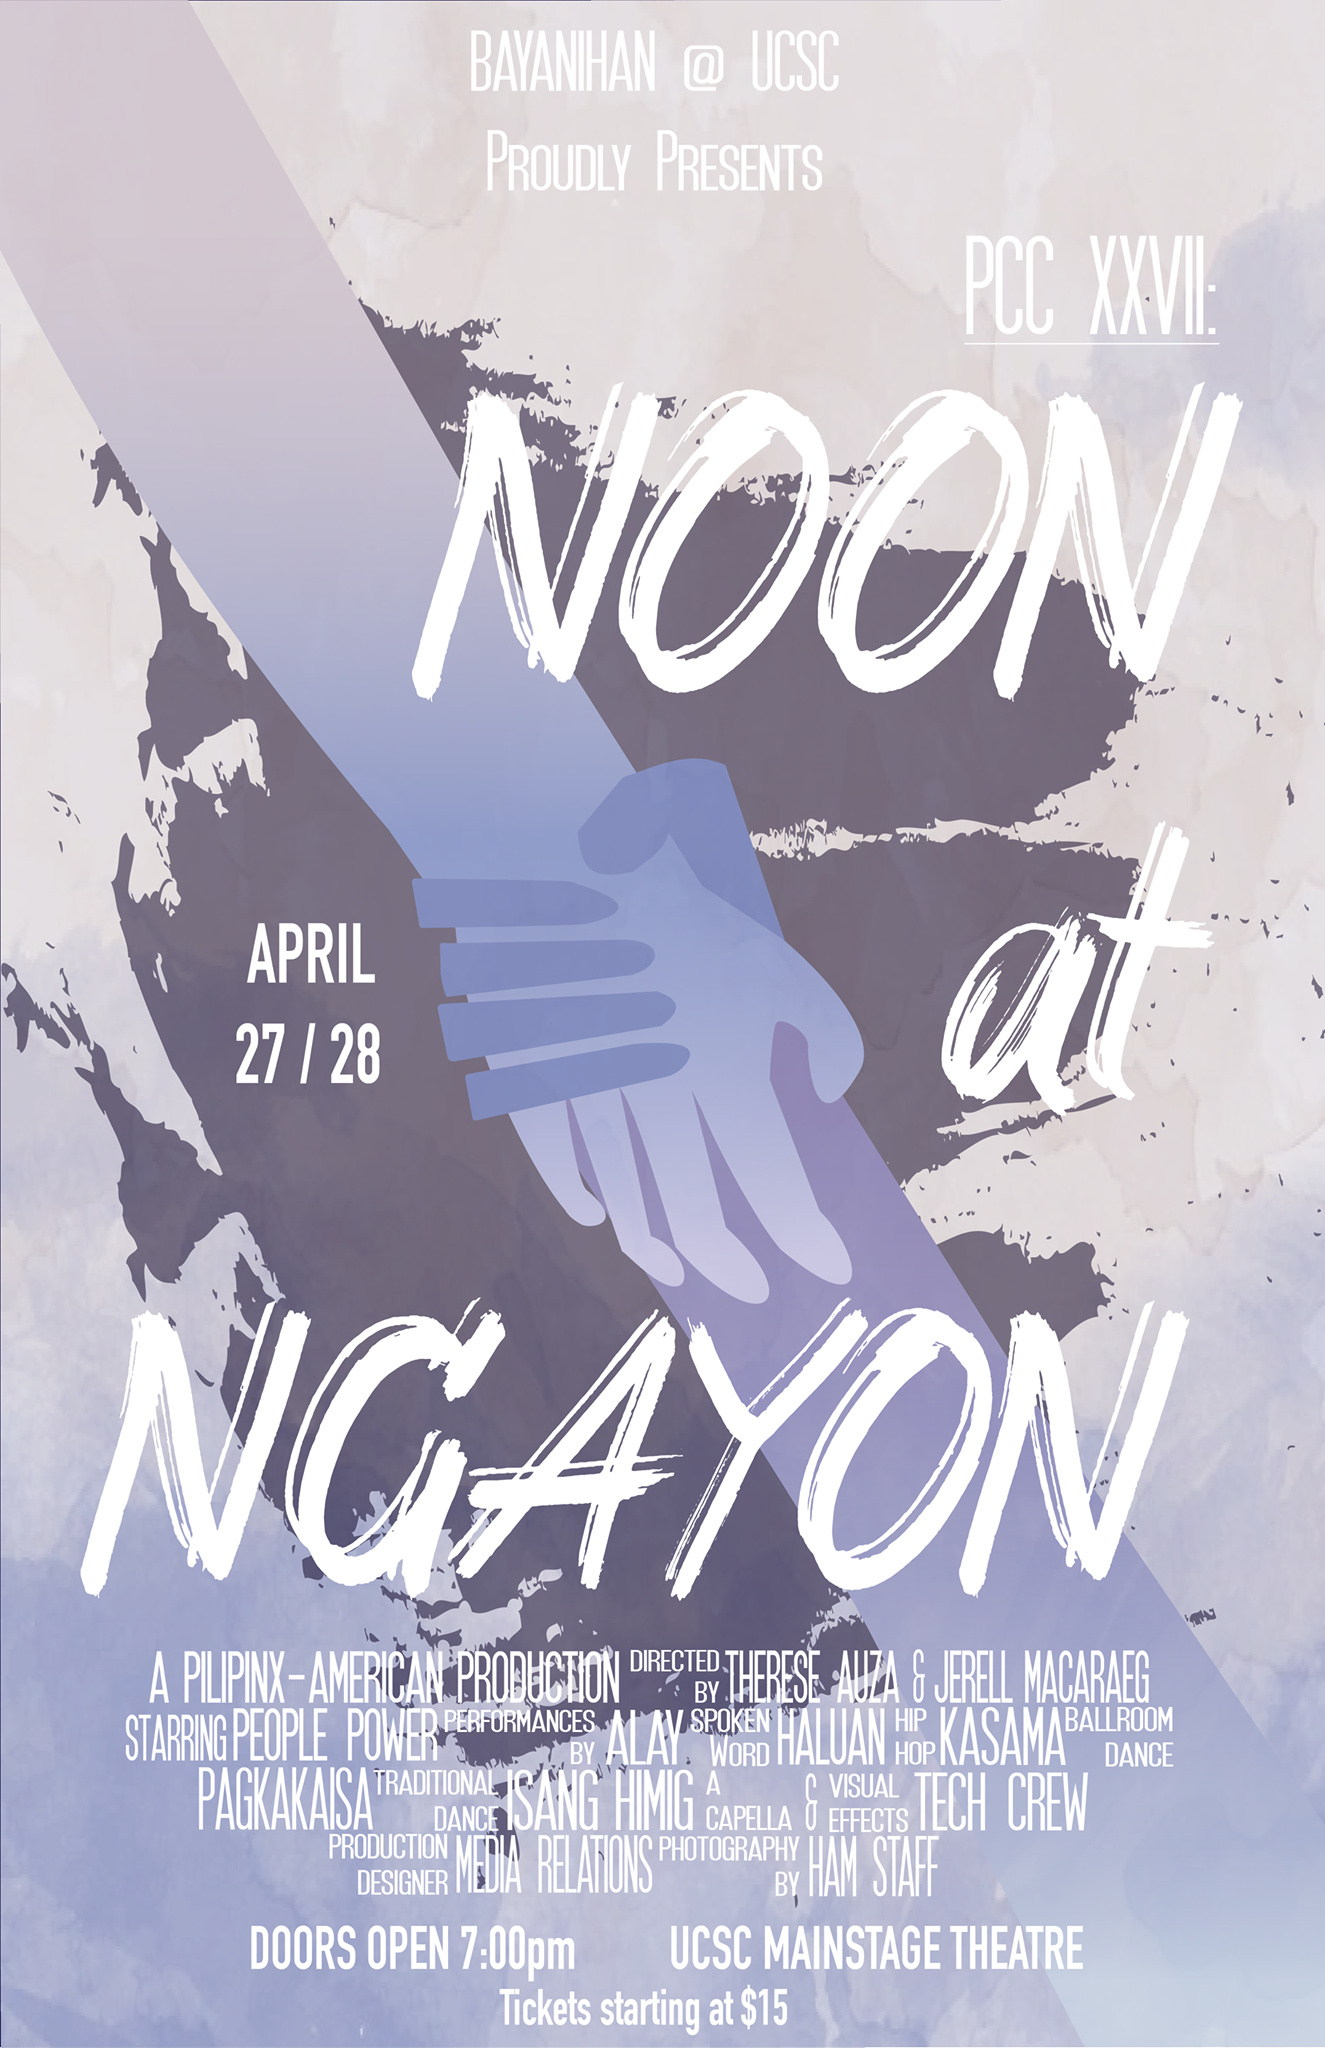 BAYANIHAN @ UCSC
PROUDLY PRESENTS
PCC XXVII:
NOON
at
APRIL
27 / 28
NGAYON
A PILIPINX-AMERICAN PRODUCTION DIRECTED BY THERESE AUZA & JERELL MACARAEG
STARRING PEOPLE POWER PERFORMANCES BY ALAY SPOKEN WORD HALUAN HIP HOP KASAMA BALLROOM DANCE
PAGKAKAISA TRADITIONAL DANCE ISANG HIMIG A CAPELLA & VISUAL EFFECTS TECH CREW
PRODUCTION DESIGNER MEDIA RELATIONS PHOTOGRAPHY BY HAM STAFF
DOORS OPEN 7:00pm UCSC MAINSTAGE THEATRE
Tickets starting at $15